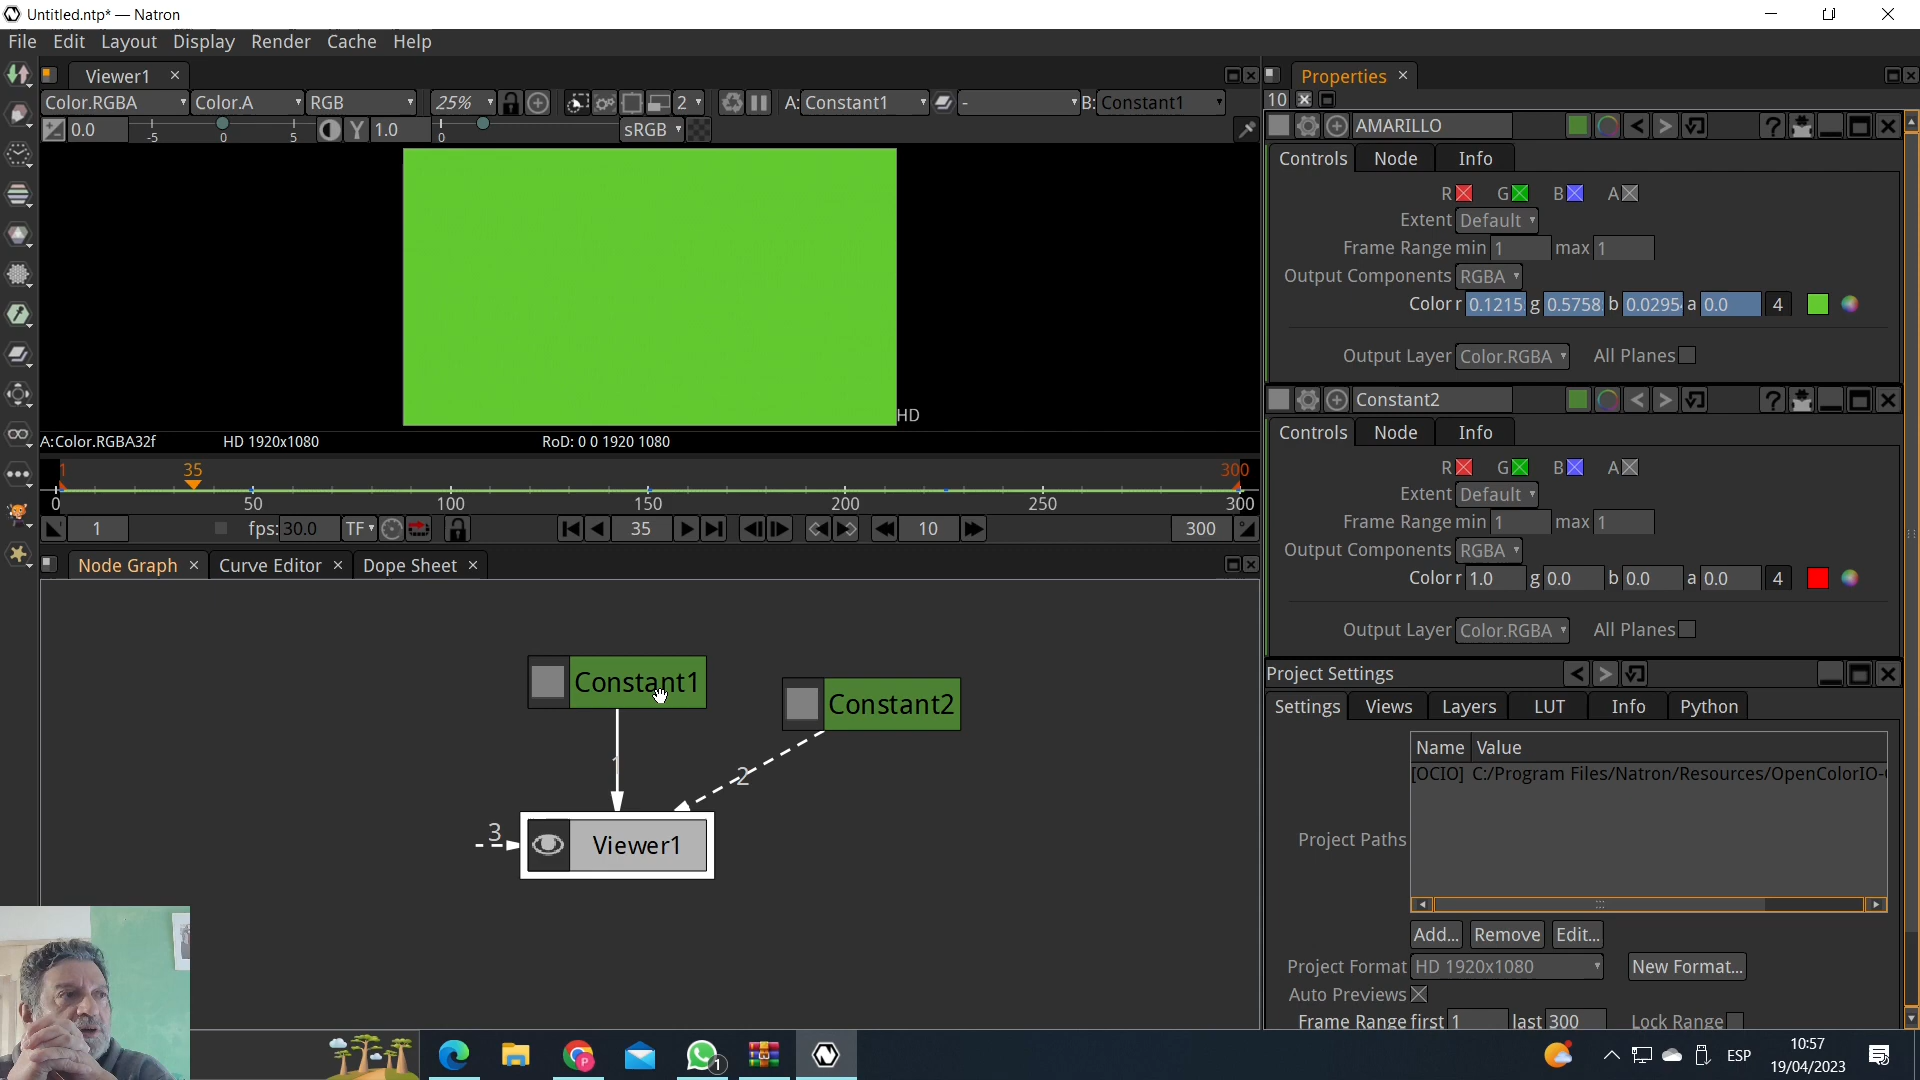 Untitled.ntp* — Natron
File Edit Layout Display Render Cache Help
Viewer1
Properties
Color.RGBA Color.A RGB 25% 2 A: Constant1 - B: Constant1
10
0.0 -5 0 5 1.0 0 sRGB
AMARILLO
Controls Node Info
R G B A
Extent Default
Frame Range min 1 max 1
Output Components RGBA
Color r 0.1215 g 0.5758 b 0.0295 a 0.0 4
Output Layer Color.RGBA All Planes
HD
A:Color.RGBA32f HD 1920x1080 RoD: 0 0 1920 1080
1 35 300
0 50 100 150 200 250 300
1 fps: 30.0 TF 35 10 300
Constant2
Controls Node Info
R G B A
Extent Default
Frame Range min 1 max 1
Output Components RGBA
Color r 1.0 g 0.0 b 0.0 a 0.0 4
Output Layer Color.RGBA All Planes
Node Graph Curve Editor Dope Sheet
Constant1
Constant2
1
2
3
Viewer1
Project Settings
Settings Views Layers LUT Info Python
Name Value
[OCIO] C:/Program Files/Natron/Resources/OpenColorIO-
Project Paths
Add... Remove Edit...
Project Format HD 1920x1080 New Format...
Auto Previews
Frame Range first 1 last 300 Lock Range
P
1
ESP
10:57
19/04/2023